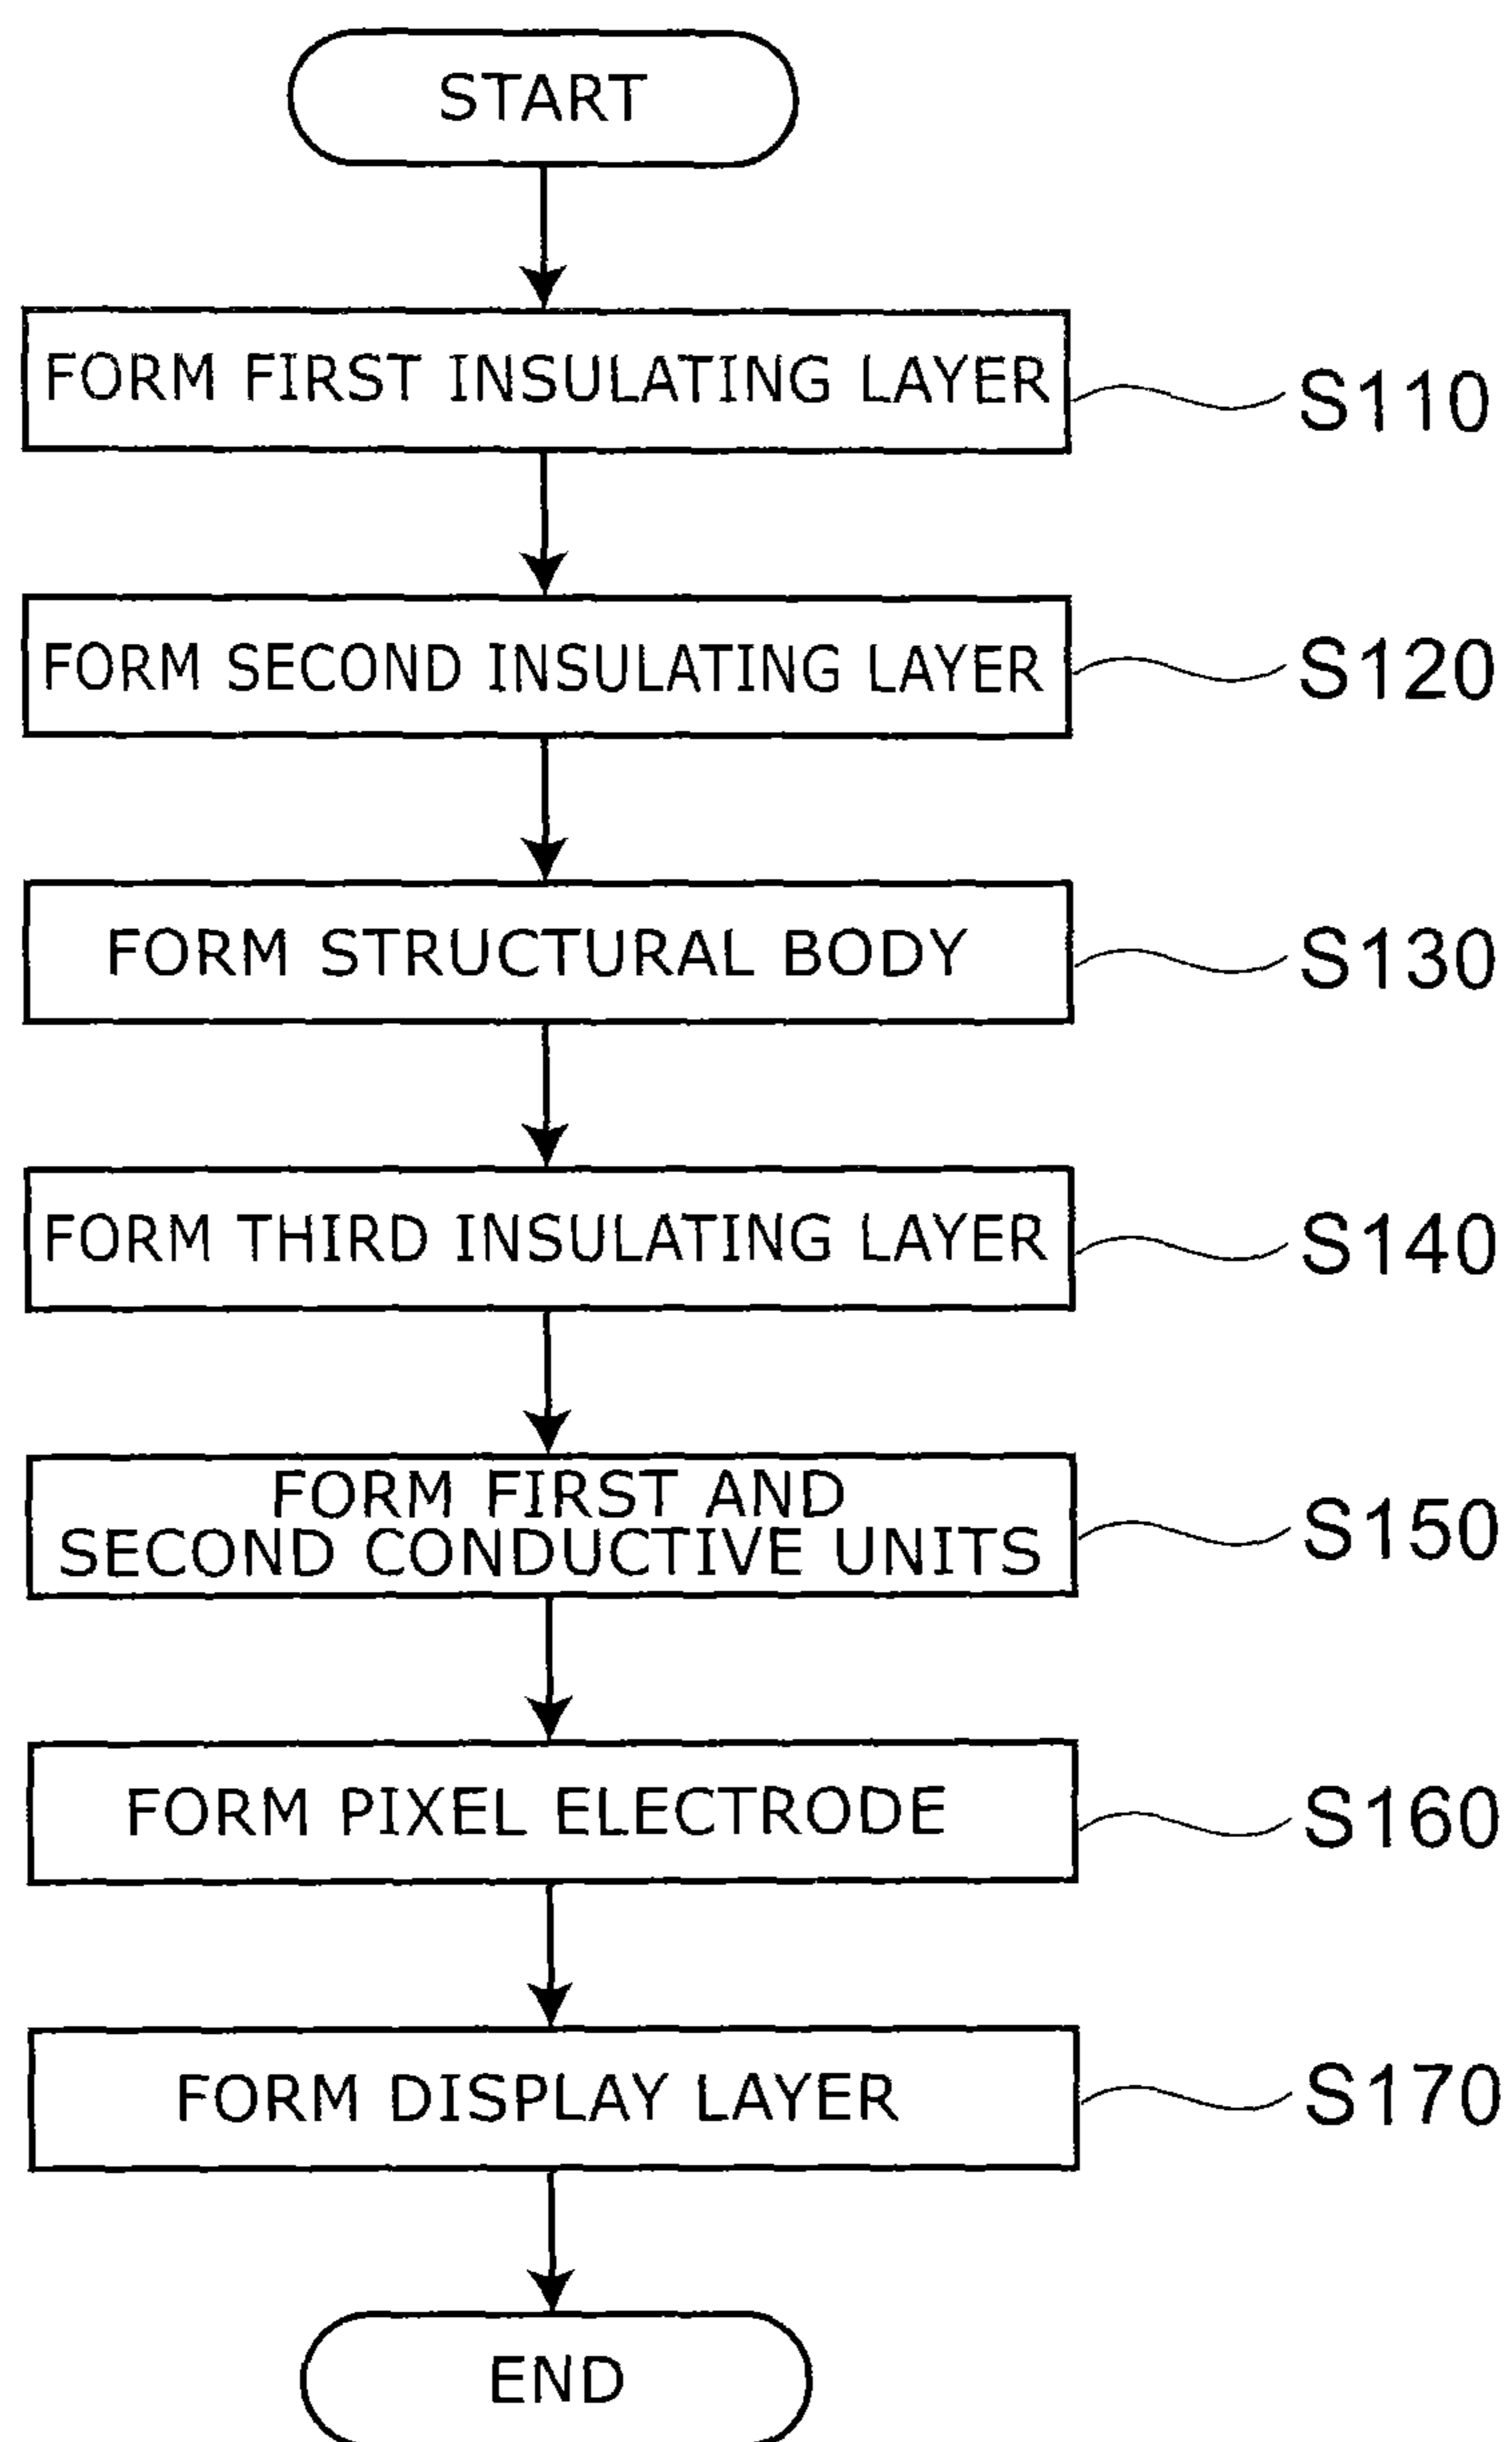 START
FORM FIRST INSULATING LAYER
S110
FORM SECOND INSULATING LAYER
S120
FORM STRUCTURAL BODY
S130
FORM THIRD INSULATING LAYER
S140
FORM FIRST AND
SECOND CONDUCTIVE UNITS
S150
FORM PIXEL ELECTRODE
S160
FORM DISPLAY LAYER
S170
END